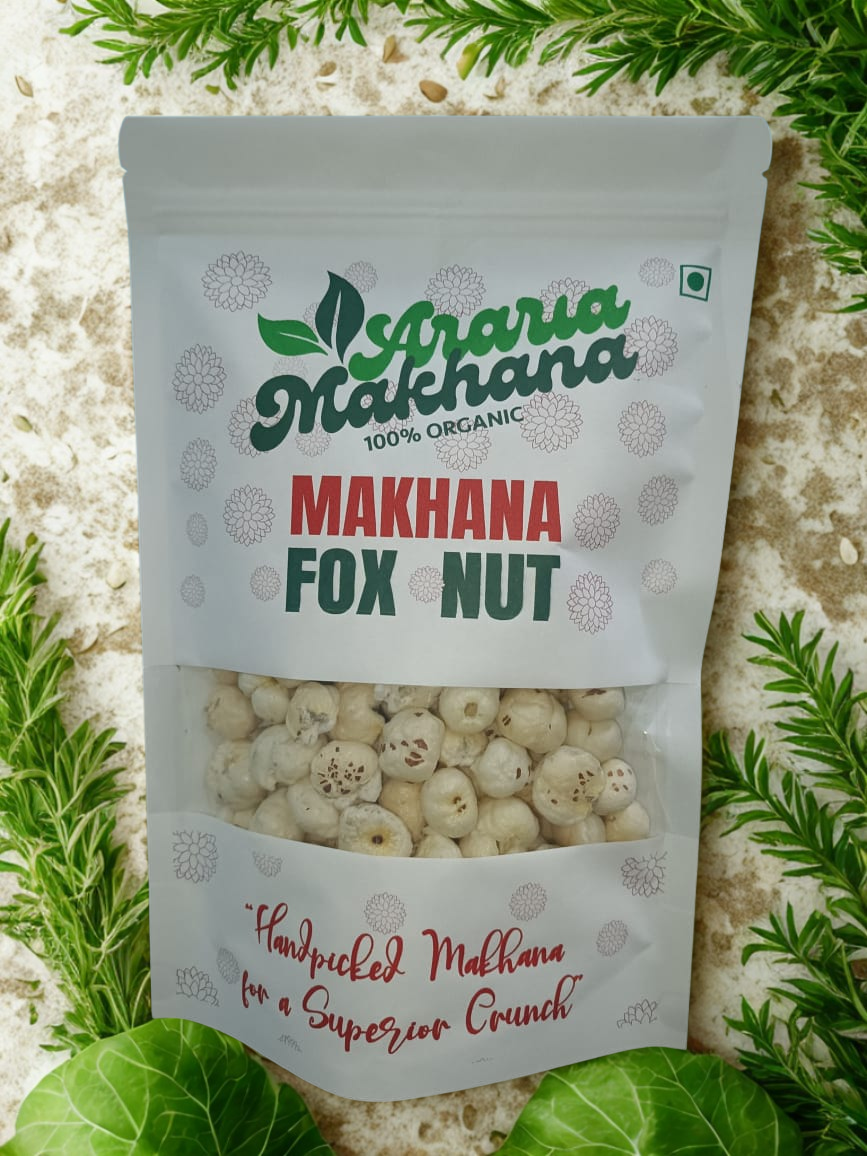 Araria
Makhana
100% ORGANIC
MAKHANA
FOX NUT
"Handpicked Makhana
for a Superior Crunch"